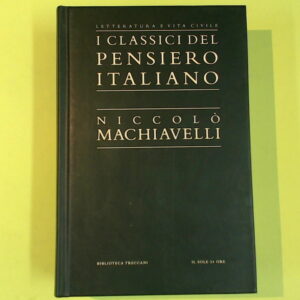 LETTERATURA E VITA CIVILE
I CLASSICI DEL
PENSIERO
ITALIANO
NICCOLÒ
MACHIAVELLI
BIBLIOTECA TRECCANI
IL SOLE 24 ORE